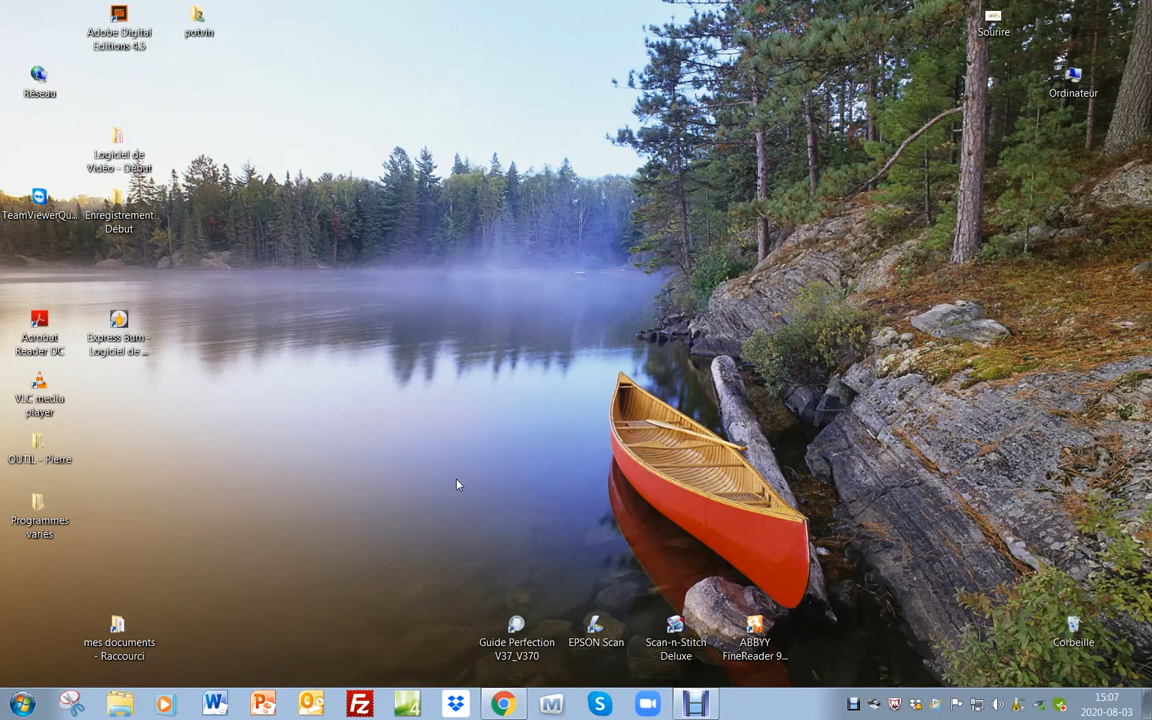 Adobe Digital
Editions 4.5
potvin
Sourire
Réseau
Ordinateur
Logiciel de
Vidéo - Début
TeamViewerQu...
Enregistrement
Début
Acrobat
Reader DC
Express Burn -
Logiciel de ...
VLC media
player
OUTIL - Pierre
Programmes
variés
mes documents
- Raccourci
Guide Perfection
V37_V370
EPSON Scan
Scan-n-Stitch
Deluxe
ABBYY
FineReader 9...
Corbeille
15:07
2020-08-03